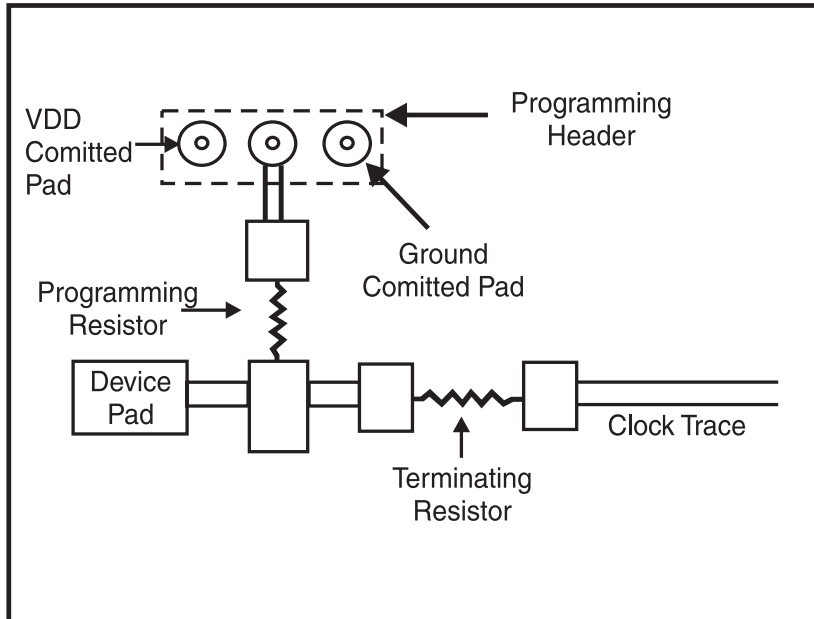 VDD
Comitted
Pad
Programming
Header
Ground
Comitted Pad
Programming
Resistor
Device
Pad
Clock Trace
Terminating
Resistor